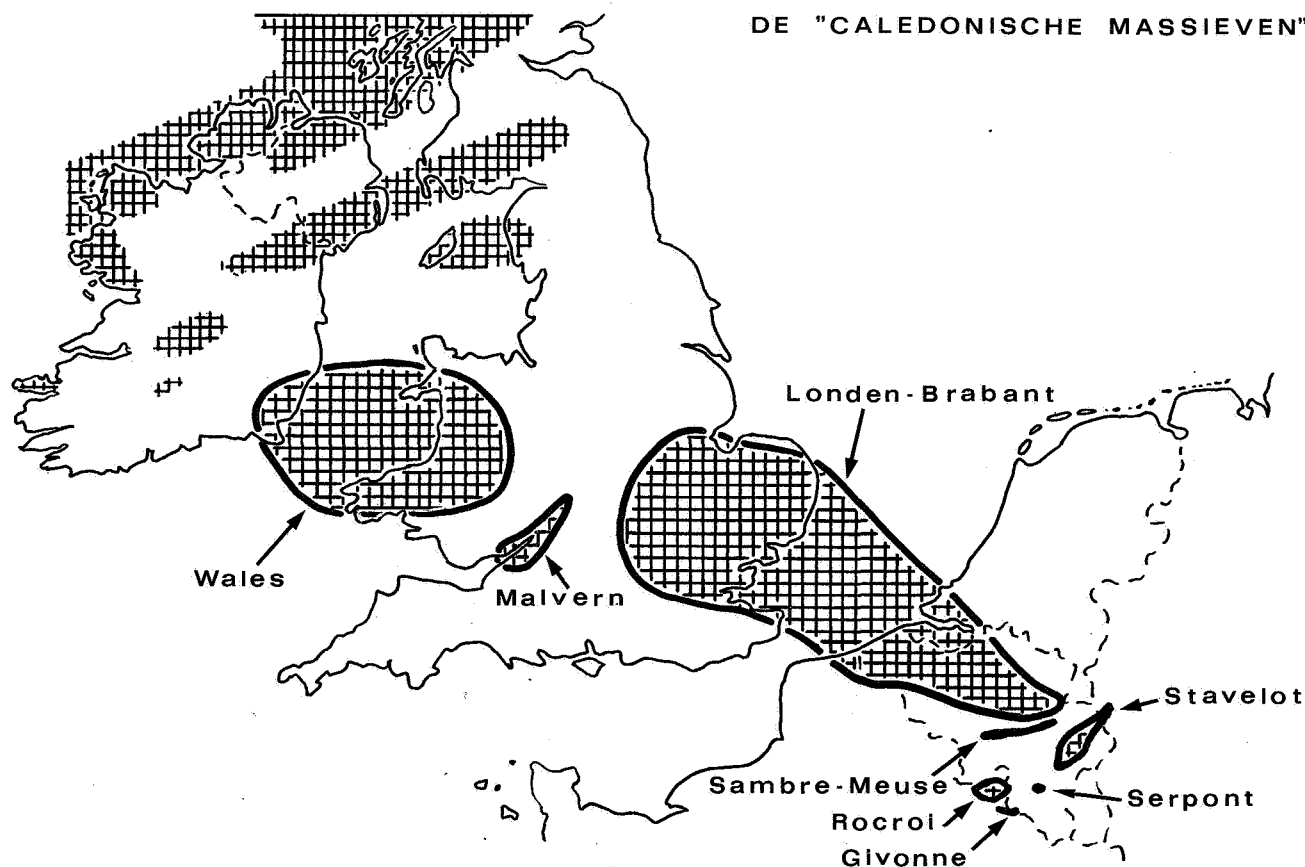 DE "CALEDONISCHE MASSIEVEN"
Londen-Brabant
Wales
Malvern
Stavelot
Sambre-Meuse
Serpont
Rocroi
Givonne